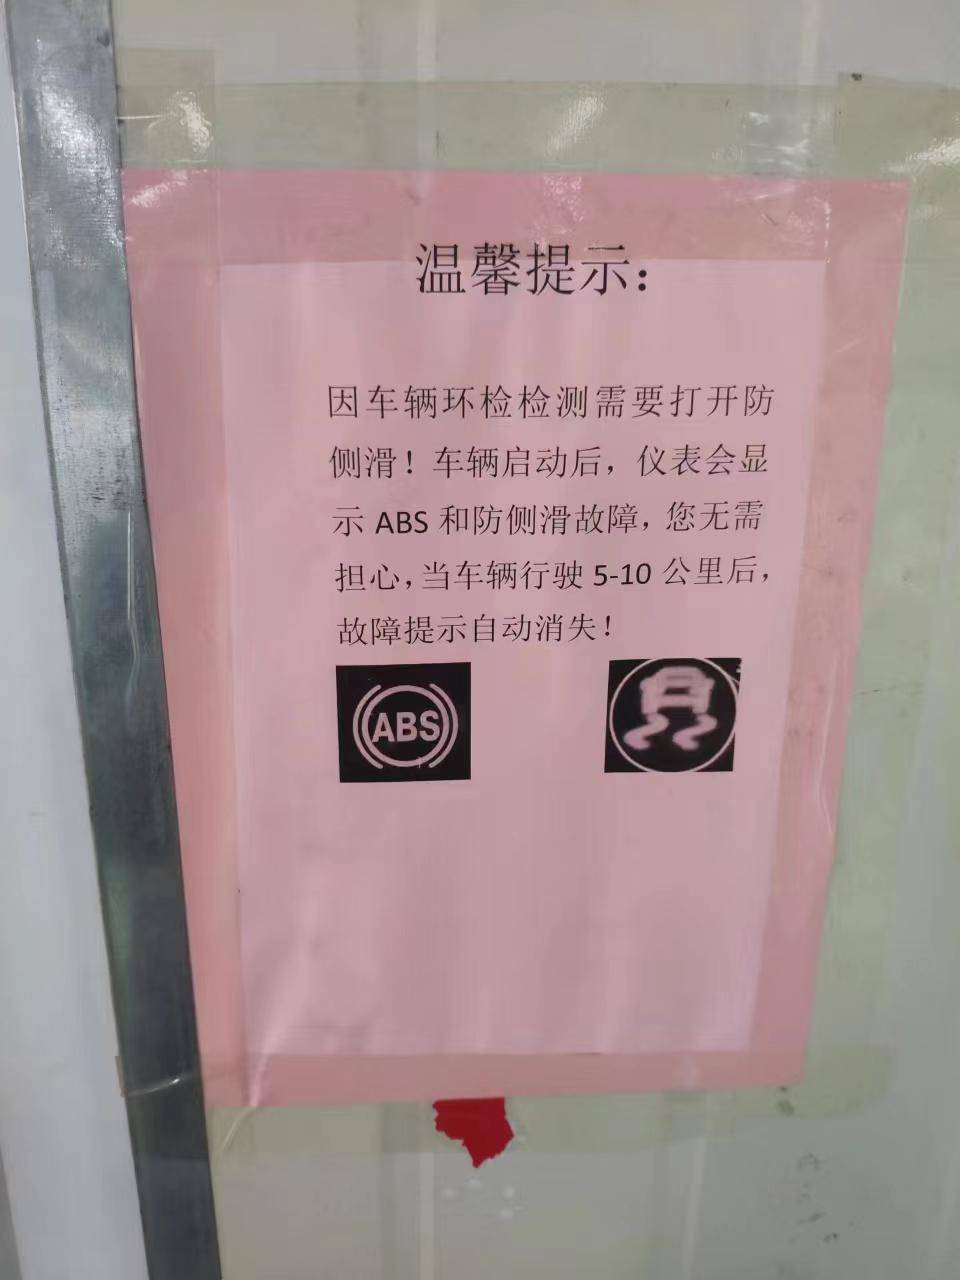 温馨提示：
因车辆环检检测需要打开防
侧滑！车辆启动后，仪表会显
示 ABS 和防侧滑故障，您无需
担心，当车辆行驶 5-10 公里后，
故障提示自动消失！
ABS